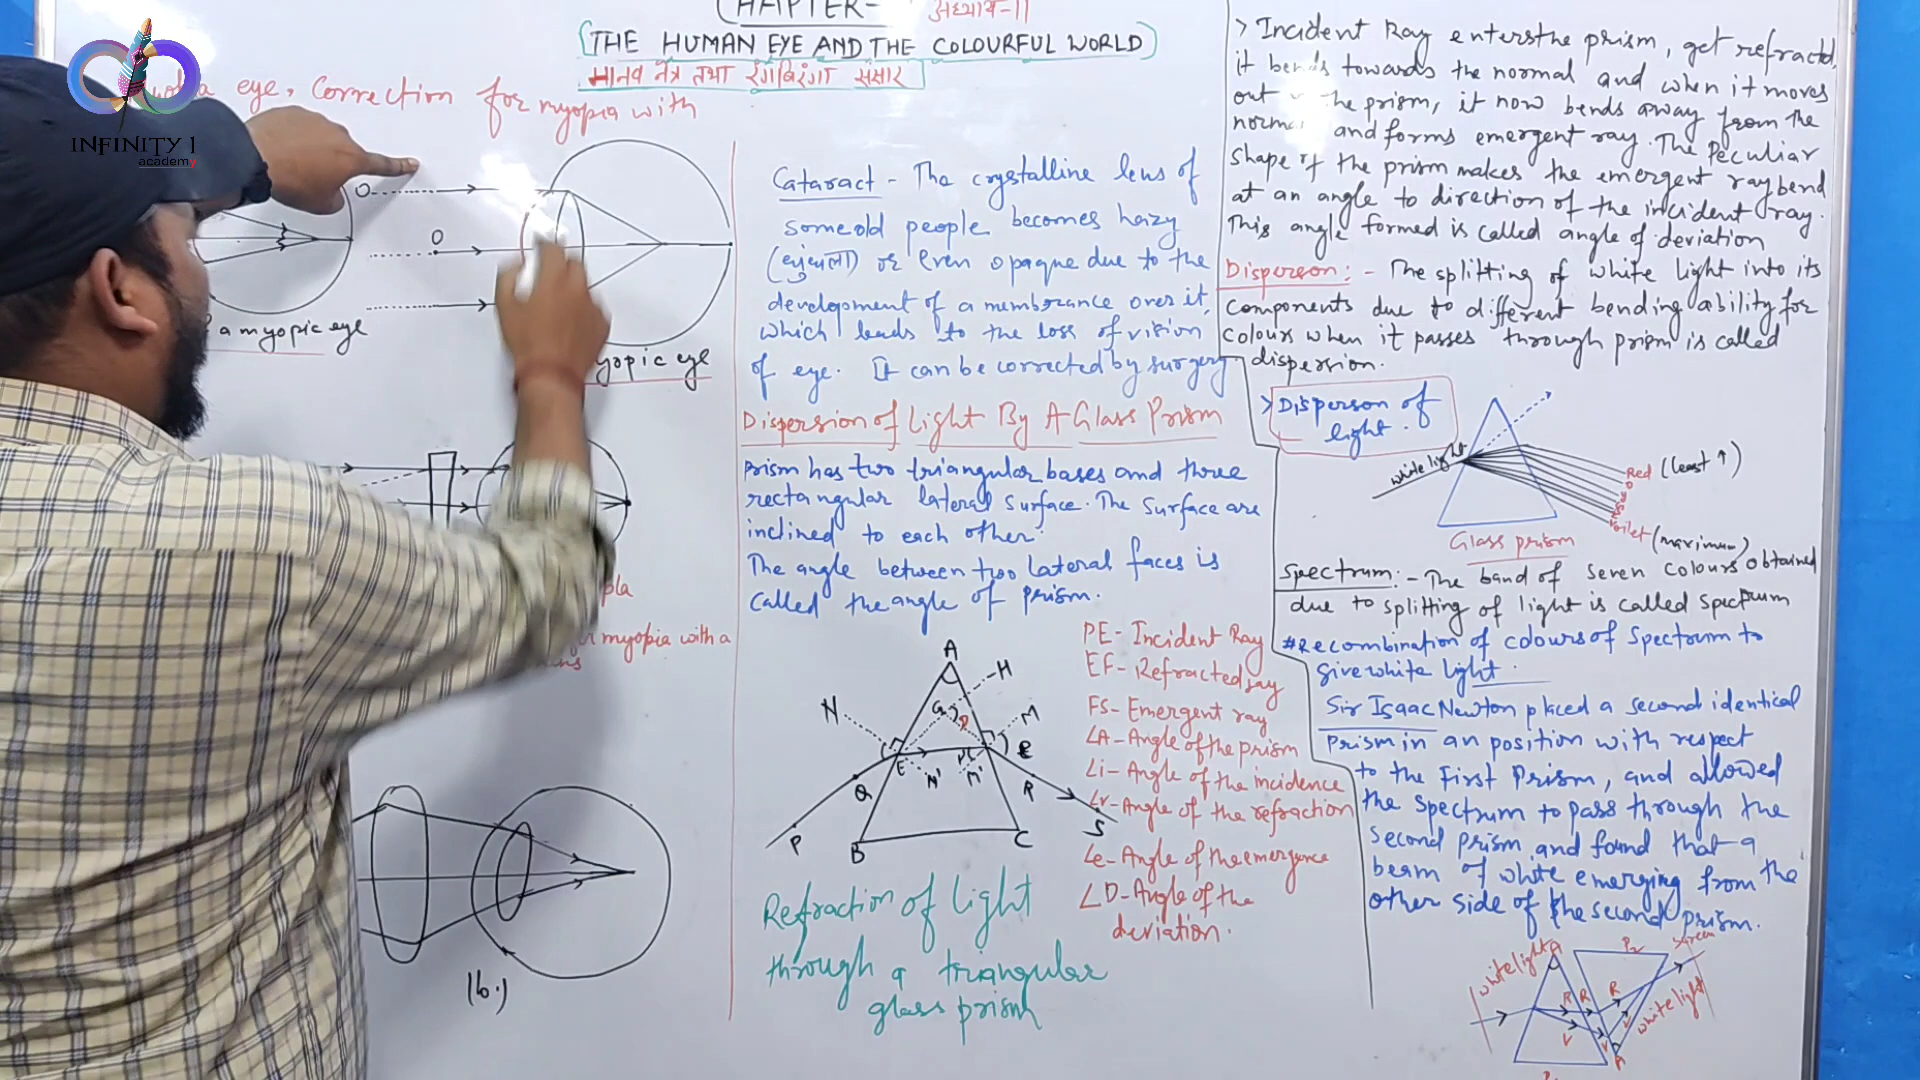 CHAPTER- अध्याय-11
THE HUMAN EYE AND THE COLOURFUL WORLD
मानव नेत्र तथा रंगबिरंगा संसार
INFINITY 1
academy
a eye, Correction for myopia with
O
O
a myopic eye
yopic eye
myopia with a
(b.)
Cataract - The crystalline lens of
some old people becomes hazy
(धुंधला) or even opaque due to the
development of a membrance over it,
which leads to the loss of vision
of eye. It can be corrected by surgery
Dispersion of Light By A Glass Prism
Prism has two triangular bases and three
rectangular lateral surface. The surface are
inclined to each other.
The angle between two lateral faces is
called the angle of prism.
A
H
G
D
N
M
E
N'
M'
Q
R
P
S
B
C
PE- Incident Ray
EF- Refracted ray
FS- Emergent ray
∠A- Angle of the prism
∠i- Angle of the incidence
∠r- Angle of the refraction
∠e- Angle of the emergence
∠D- Angle of the
deviation.
Refraction of light
through a triangular
glass prism
> Incident Ray enters the prism, get refracted,
it bends towards the normal and when it moves
out the prism, it now bends away from the
normal and forms emergent ray. The Peculiar
shape of the prism makes the emergent ray bend
at an angle to direction of the incident ray.
This angle formed is called angle of deviation
Disperson:- The splitting of white light into its
components due to different bending ability for
colours when it passes through prism is called
dispersion.
> Disperson of
light.
white light
Red (least ↑)
voilet (maximum)
Glass prism
Spectrum:- The band of seven colours obtained
due to splitting of light is called spectrum
#Recombination of colours of spectrum to
give white light.
Sir Isaac Newton placed a second identical
Prism in an position with respect
to the First Prism, and allowed
the spectrum to pass through the
second prism and found that a
beam of white emerging from the
other side of the second prism.
white light
A
P2
screen
R
R
R
V
V
white light
A